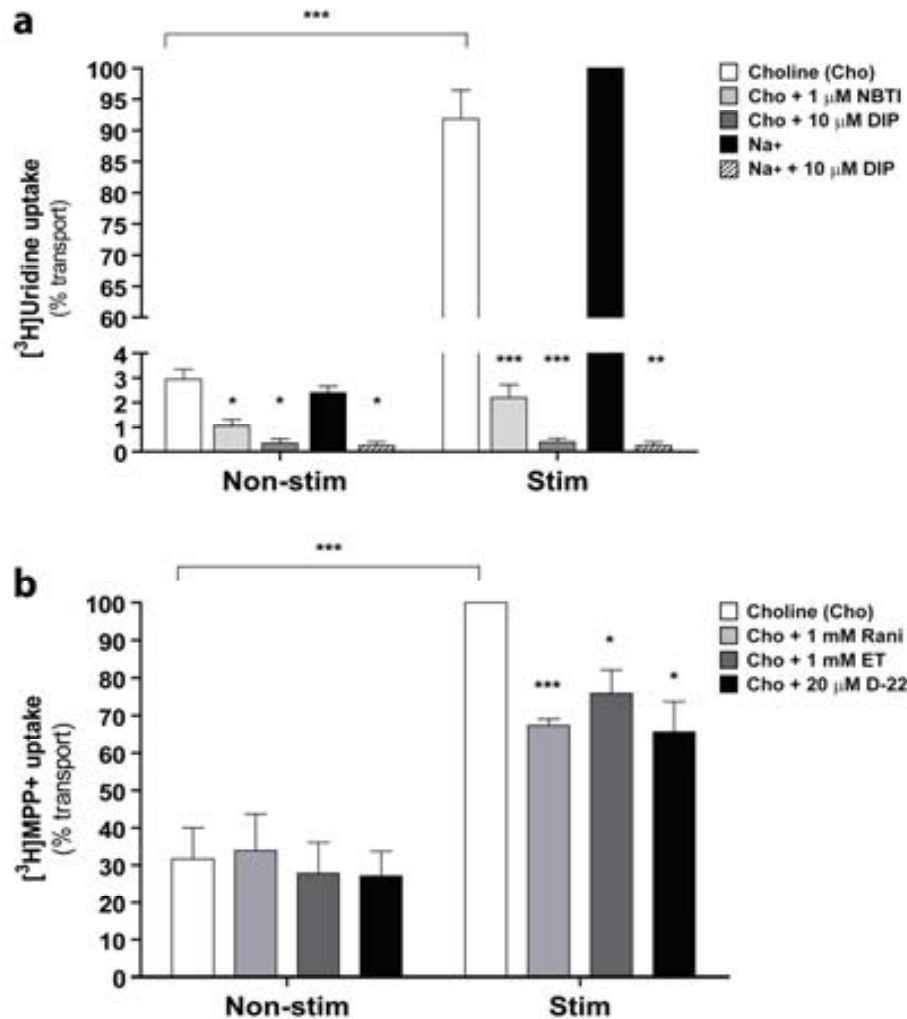 a
***
[³H]Uridine uptake
(% transport)
100
95
90
85
80
75
70
65
60
4
3
2
1
0
* * *
*** *** **
Non-stim Stim
Choline (Cho)
Cho + 1 μM NBTI
Cho + 10 μM DIP
Na+
Na+ + 10 μM DIP
b
***
[³H]MPP+ uptake
(% transport)
100
90
80
70
60
50
40
30
20
10
0
*** * *
Non-stim Stim
Choline (Cho)
Cho + 1 mM Rani
Cho + 1 mM ET
Cho + 20 μM D-22